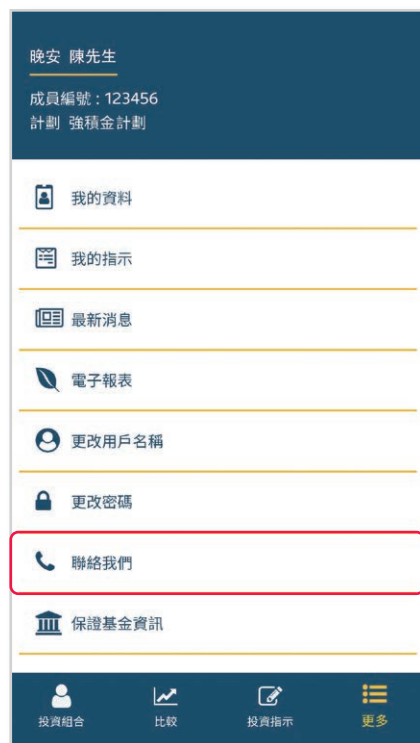 晚安 陳先生
成員編號 : 123456
計劃 強積金計劃
我的資料
我的指示
最新消息
電子報表
更改用戶名稱
更改密碼
聯絡我們
保證基金資訊
投資組合
比較
投資指示
更多